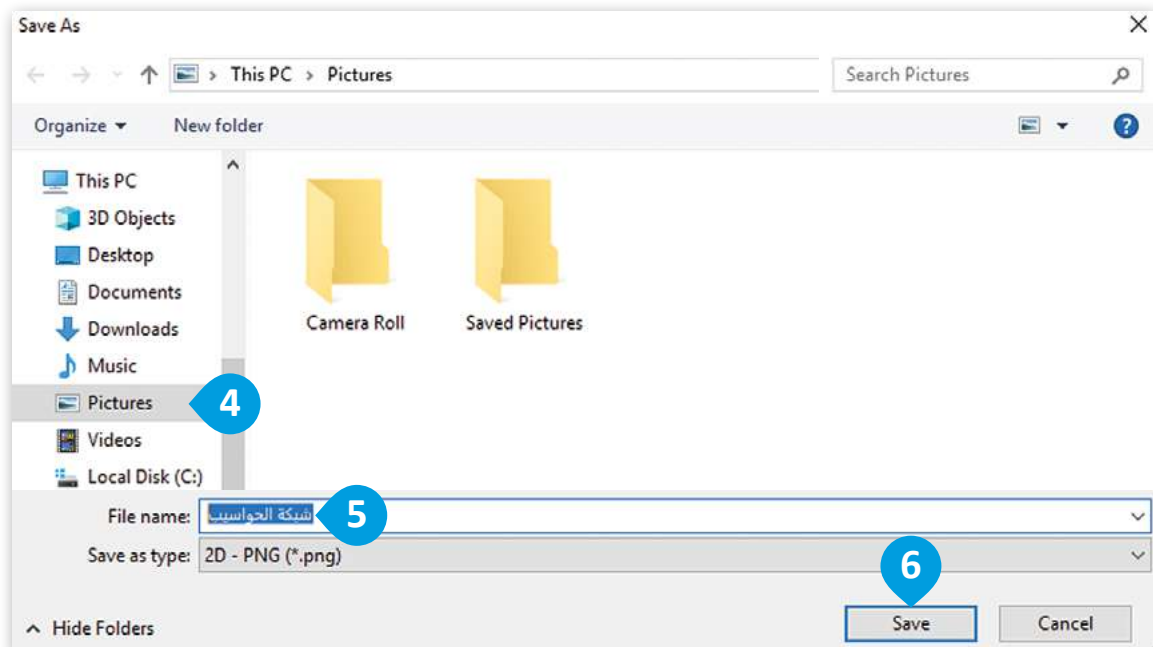 Save As
This PC > Pictures
Search Pictures
Organize
New folder
?
This PC
3D Objects
Desktop
Documents
Downloads
Music
Pictures
4
Videos
Local Disk (C:)
Camera Roll
Saved Pictures
File name: شبكة الحواسيب
5
Save as type: 2D - PNG (*.png)
6
Hide Folders
Save
Cancel